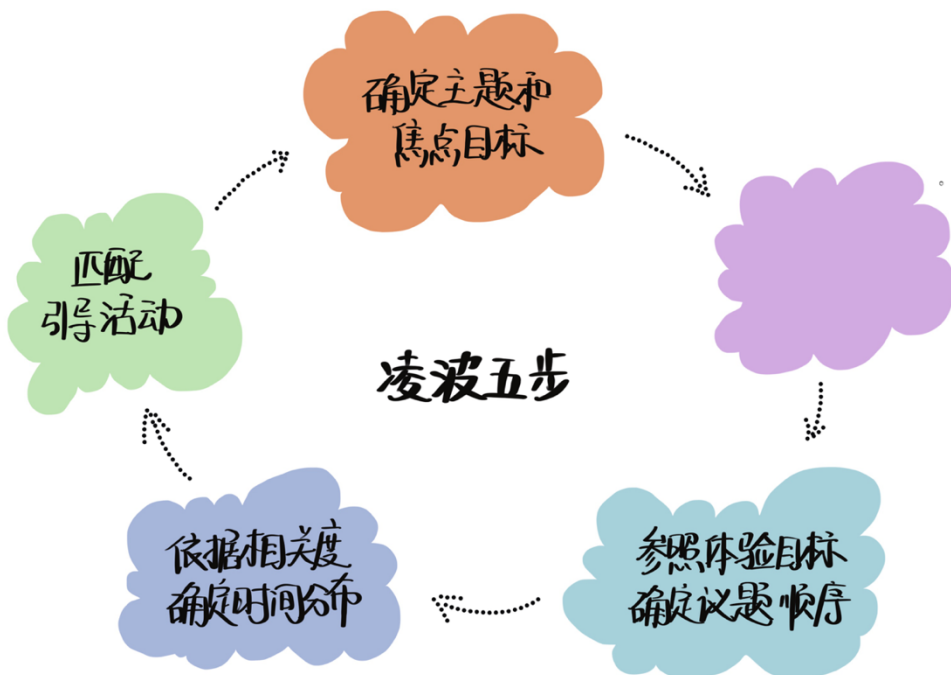 确定主题和
焦点目标
匹配
引导活动
凌波五步
依据相关度
确定时间分布
参照体验目标
确定议题顺序